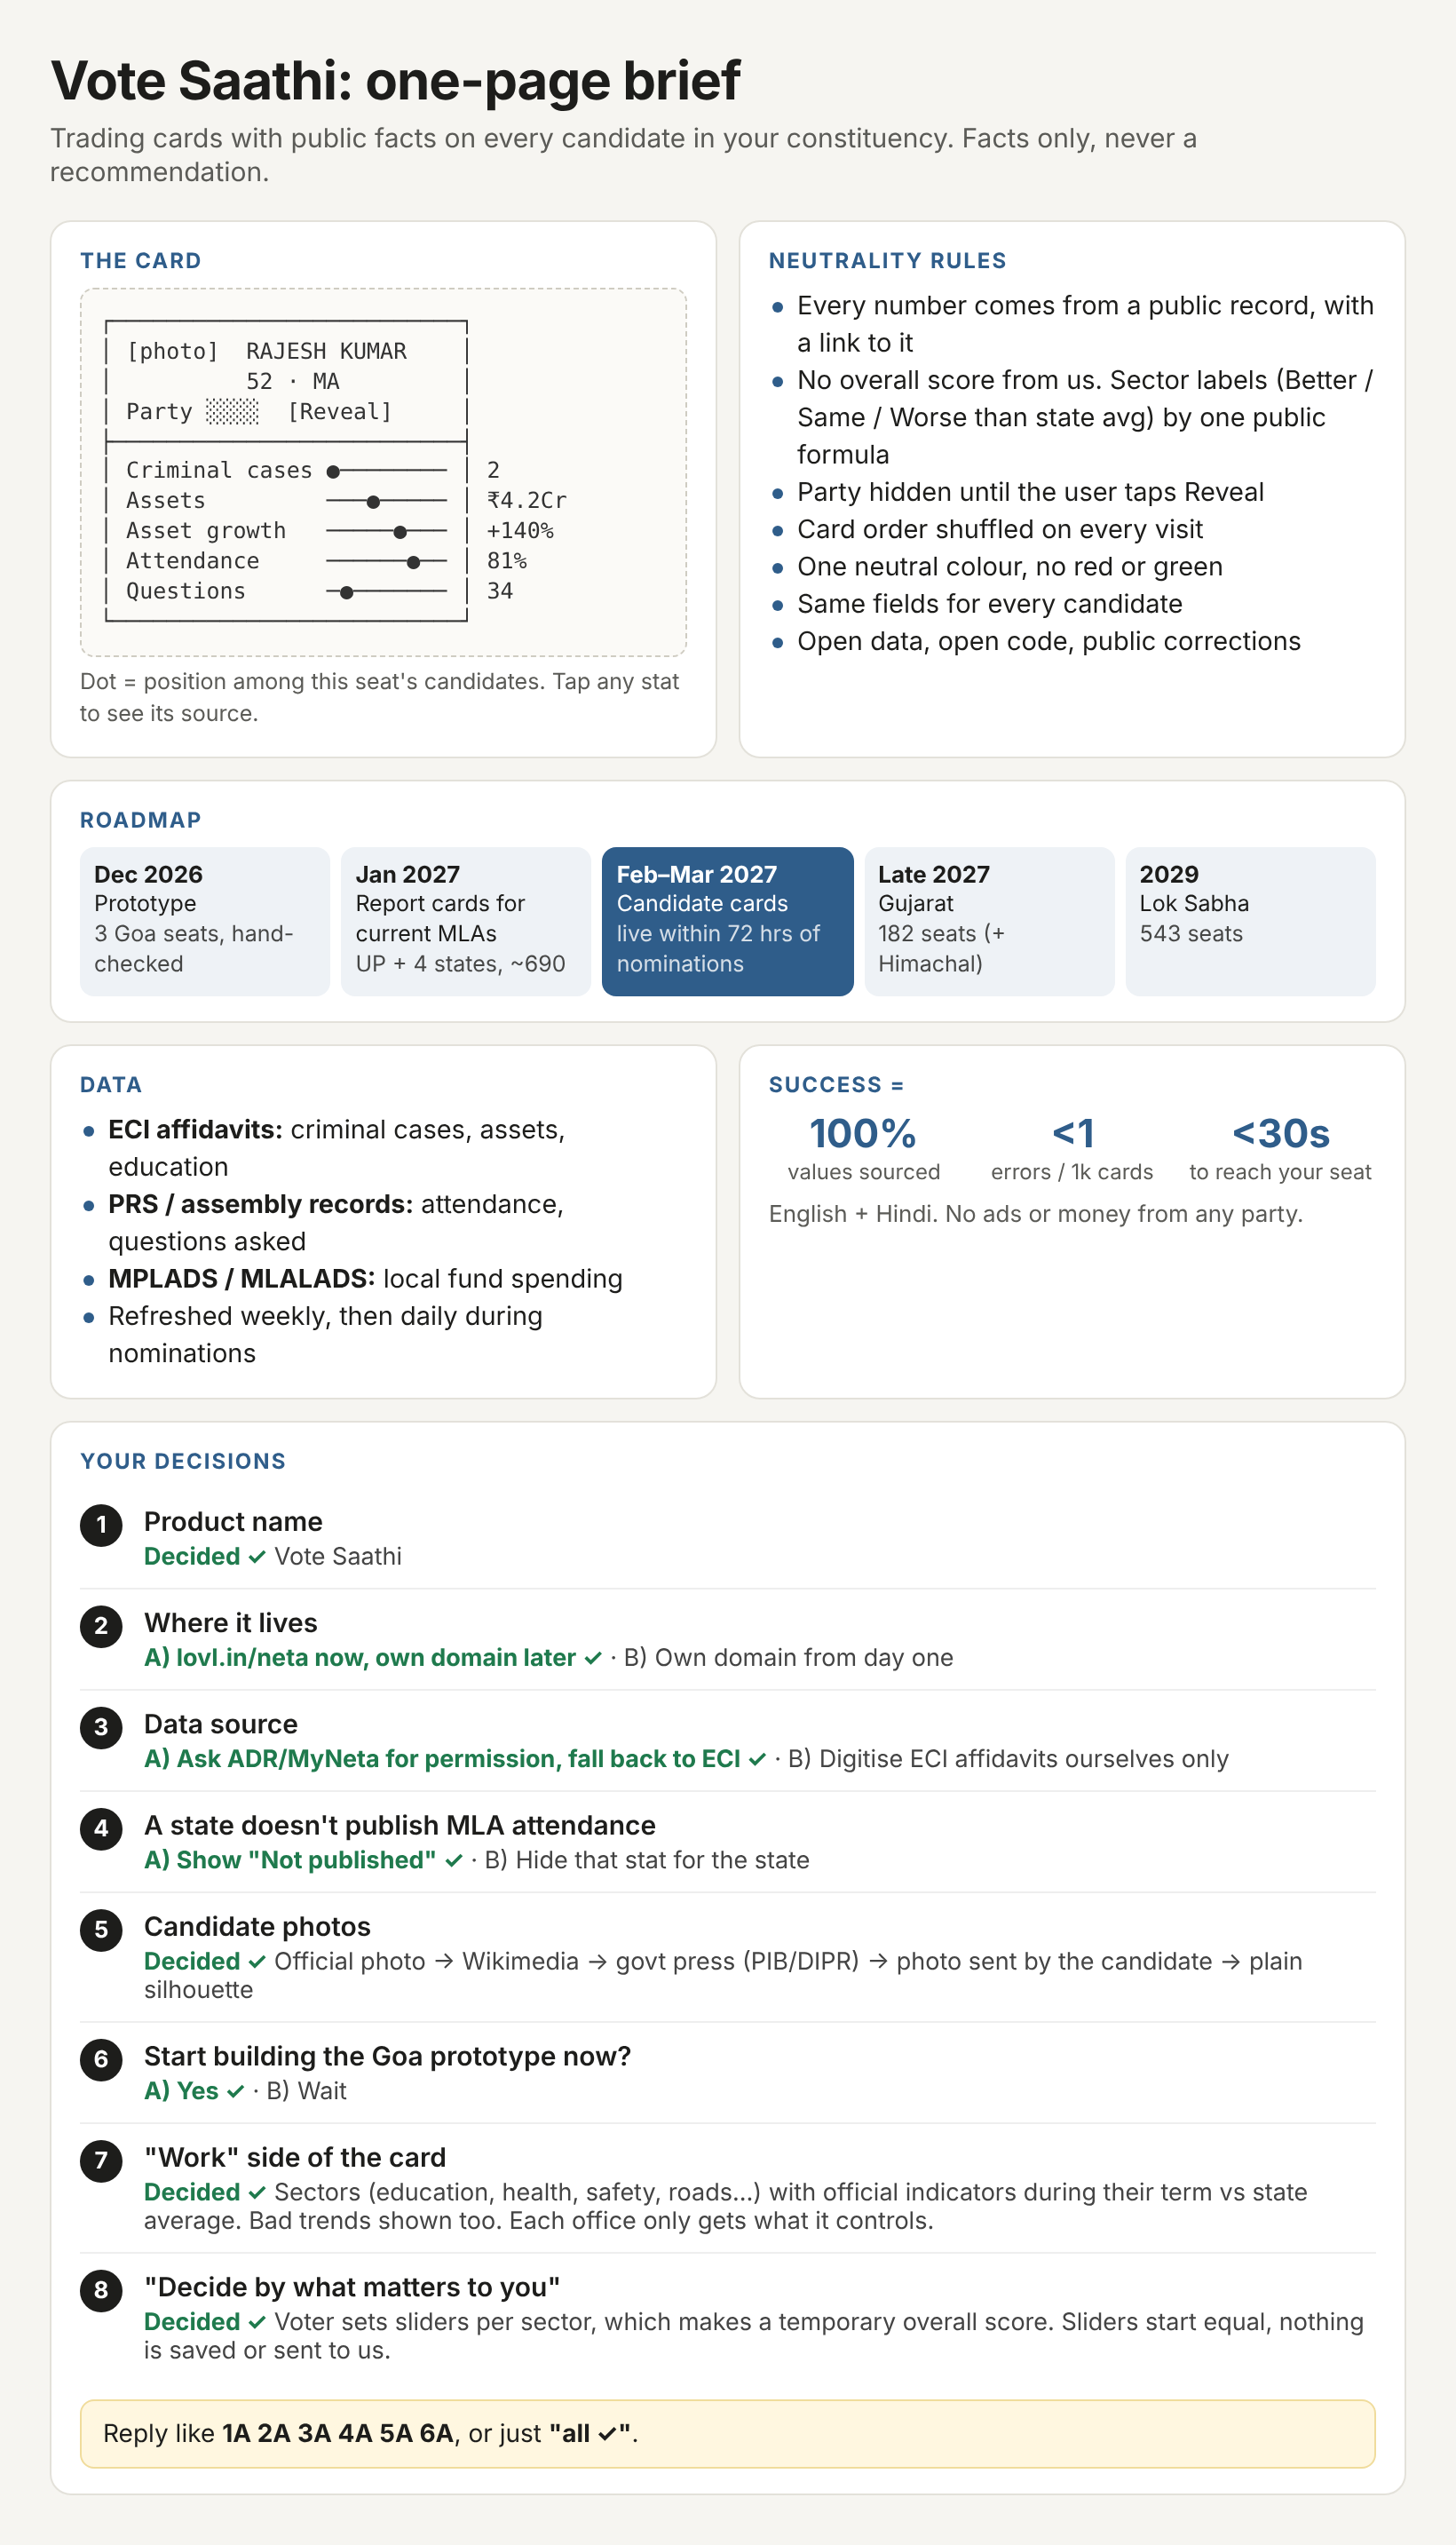 Vote Saathi: one-page brief
Trading cards with public facts on every candidate in your constituency. Facts only, never a
recommendation.
THE CARD
[photo] RAJESH KUMAR
52 · MA
Party ░░░░ [Reveal]
Criminal cases 2
Assets ₹4.2Cr
Asset growth +140%
Attendance 81%
Questions 34
Dot = position among this seat's candidates. Tap any stat
to see its source.
NEUTRALITY RULES
• Every number comes from a public record, with
a link to it
• No overall score from us. Sector labels (Better /
Same / Worse than state avg) by one public
formula
• Party hidden until the user taps Reveal
• Card order shuffled on every visit
• One neutral colour, no red or green
• Same fields for every candidate
• Open data, open code, public corrections
ROADMAP
Dec 2026
Prototype
3 Goa seats, hand-
checked
Jan 2027
Report cards for
current MLAs
UP + 4 states, ~690
Feb–Mar 2027
Candidate cards
live within 72 hrs of
nominations
Late 2027
Gujarat
182 seats (+
Himachal)
2029
Lok Sabha
543 seats
DATA
• ECI affidavits: criminal cases, assets,
education
• PRS / assembly records: attendance,
questions asked
• MPLADS / MLALADS: local fund spending
• Refreshed weekly, then daily during
nominations
SUCCESS =
100%
values sourced
<1
errors / 1k cards
<30s
to reach your seat
English + Hindi. No ads or money from any party.
YOUR DECISIONS
1 Product name
Decided ✓ Vote Saathi
2 Where it lives
A) lovl.in/neta now, own domain later ✓ · B) Own domain from day one
3 Data source
A) Ask ADR/MyNeta for permission, fall back to ECI ✓ · B) Digitise ECI affidavits ourselves only
4 A state doesn't publish MLA attendance
A) Show "Not published" ✓ · B) Hide that stat for the state
5 Candidate photos
Decided ✓ Official photo → Wikimedia → govt press (PIB/DIPR) → photo sent by the candidate → plain
silhouette
6 Start building the Goa prototype now?
A) Yes ✓ · B) Wait
7 "Work" side of the card
Decided ✓ Sectors (education, health, safety, roads...) with official indicators during their term vs state
average. Bad trends shown too. Each office only gets what it controls.
8 "Decide by what matters to you"
Decided ✓ Voter sets sliders per sector, which makes a temporary overall score. Sliders start equal, nothing
is saved or sent to us.
Reply like 1A 2A 3A 4A 5A 6A, or just "all ✓".